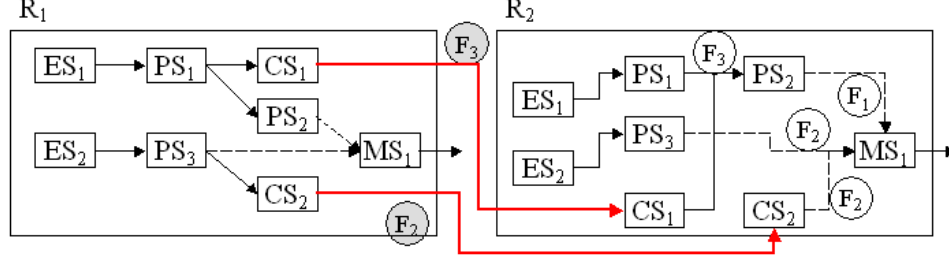 R1
R2
F3
ES1
PS1
CS1
PS2
ES2
PS3
MS1
CS2
F2
F3
ES1
PS1
PS2
F1
ES2
PS3
F2
MS1
CS1
CS2
F2